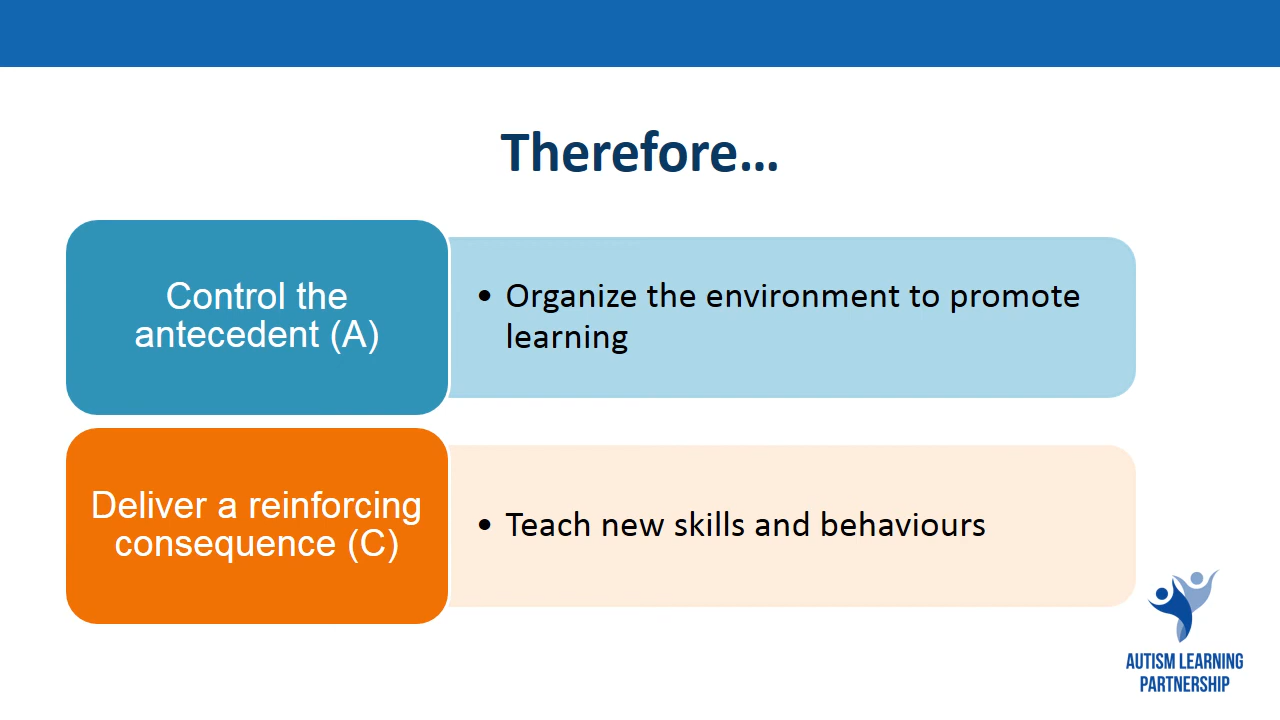 Therefore...
Control the
antecedent (A)
• Organize the environment to promote
learning
Deliver a reinforcing
consequence (C)
• Teach new skills and behaviours
AUTISM LEARNING
PARTNERSHIP